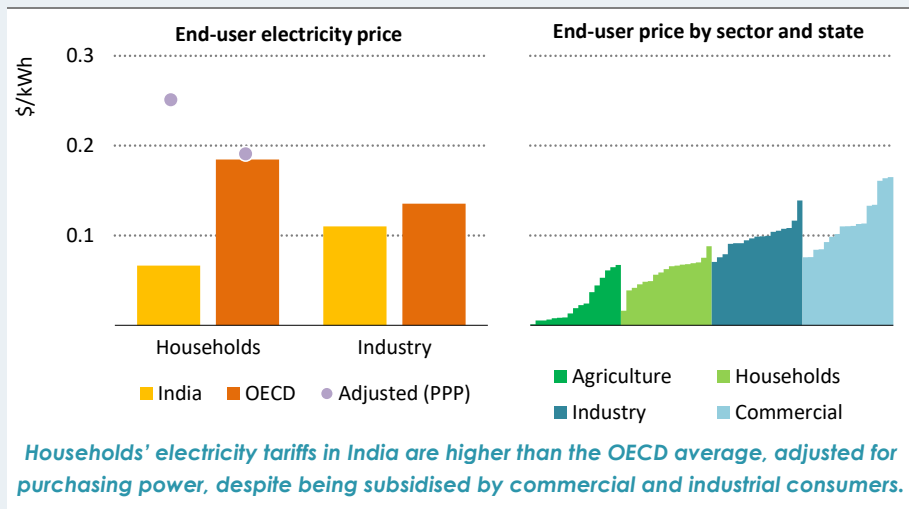 End-user electricity price
End-user price by sector and state
$/kWh
0.3
0.2
0.1
Households
Industry
India
OECD
Adjusted (PPP)
Agriculture
Households
Industry
Commercial
Households’ electricity tariffs in India are higher than the OECD average, adjusted for
purchasing power, despite being subsidised by commercial and industrial consumers.